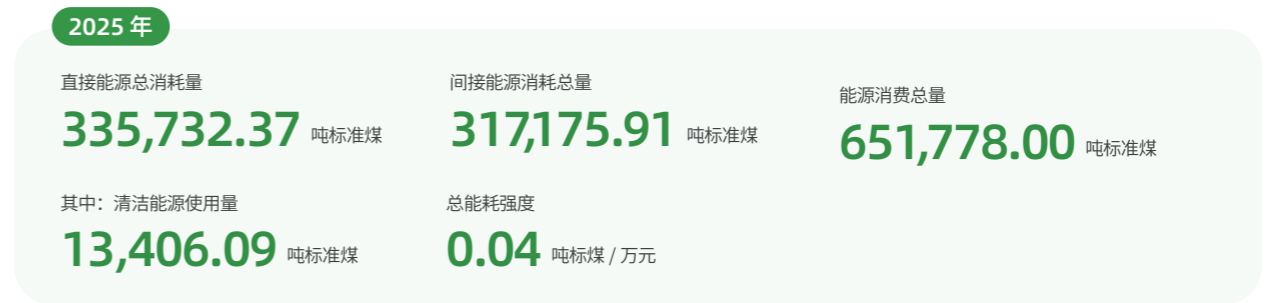 2025 年
直接能源总消耗量
335,732.37 吨标准煤
间接能源消耗总量
317,175.91 吨标准煤
能源消费总量
651,778.00 吨标准煤
其中：清洁能源使用量
13,406.09 吨标准煤
总能耗强度
0.04 吨标煤 / 万元